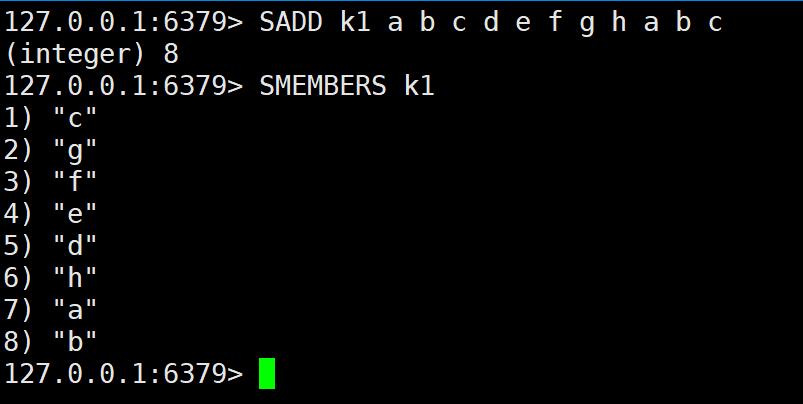 127.0.0.1:6379> SADD k1 a b c d e f g h a b c
(integer) 8
127.0.0.1:6379> SMEMBERS k1
1) "c"
2) "g"
3) "f"
4) "e"
5) "d"
6) "h"
7) "a"
8) "b"
127.0.0.1:6379>